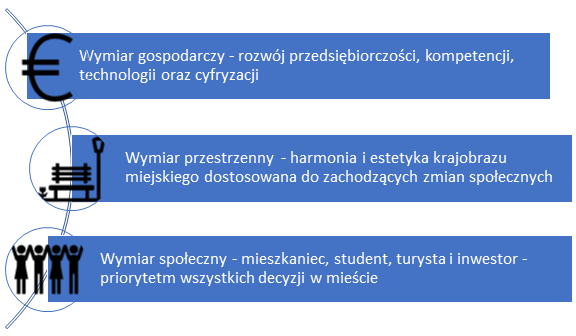 Wymiar gospodarczy - rozwój przedsiębiorczości, kompetencji,
technologii oraz cyfryzacji
Wymiar przestrzenny - harmonia i estetyka krajobrazu
miejskiego dostosowana do zachodzących zmian społecznych
Wymiar społeczny - mieszkaniec, student, turysta i inwestor -
priorytetm wszystkich decyzji w mieście